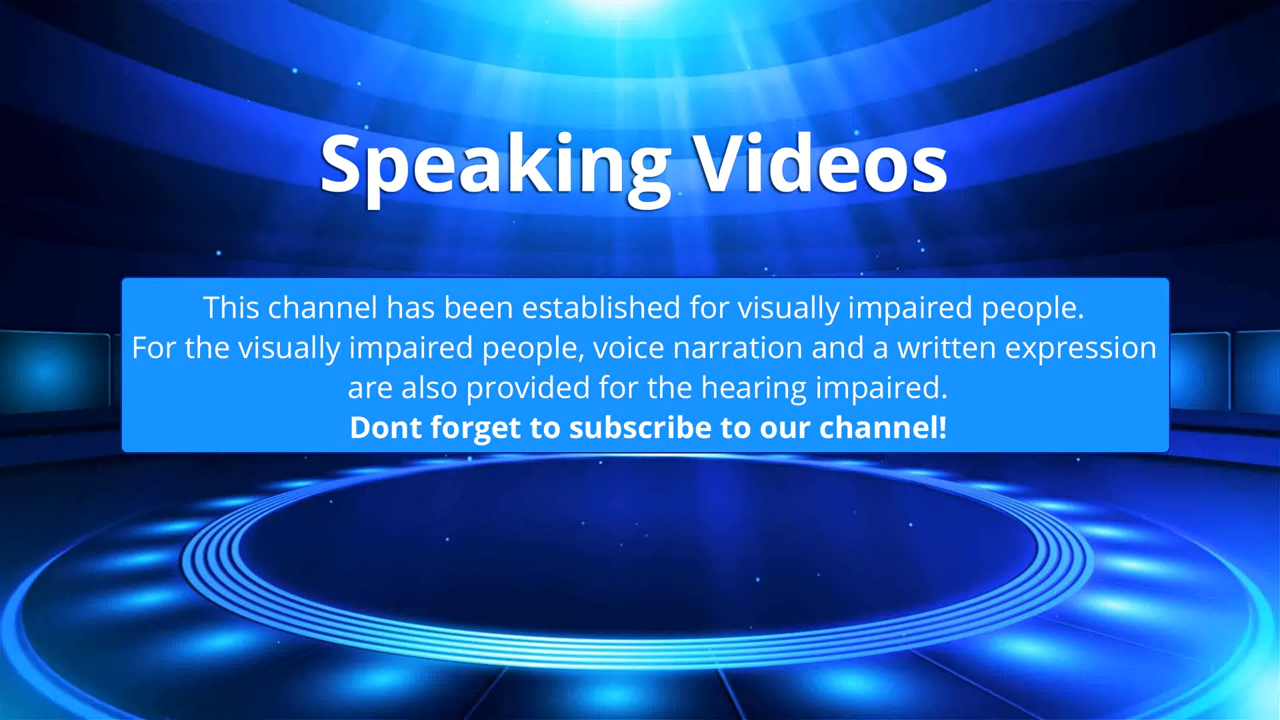 Speaking Videos
This channel has been established for visually impaired people.
For the visually impaired people, voice narration and a written expression
are also provided for the hearing impaired.
Dont forget to subscribe to our channel!